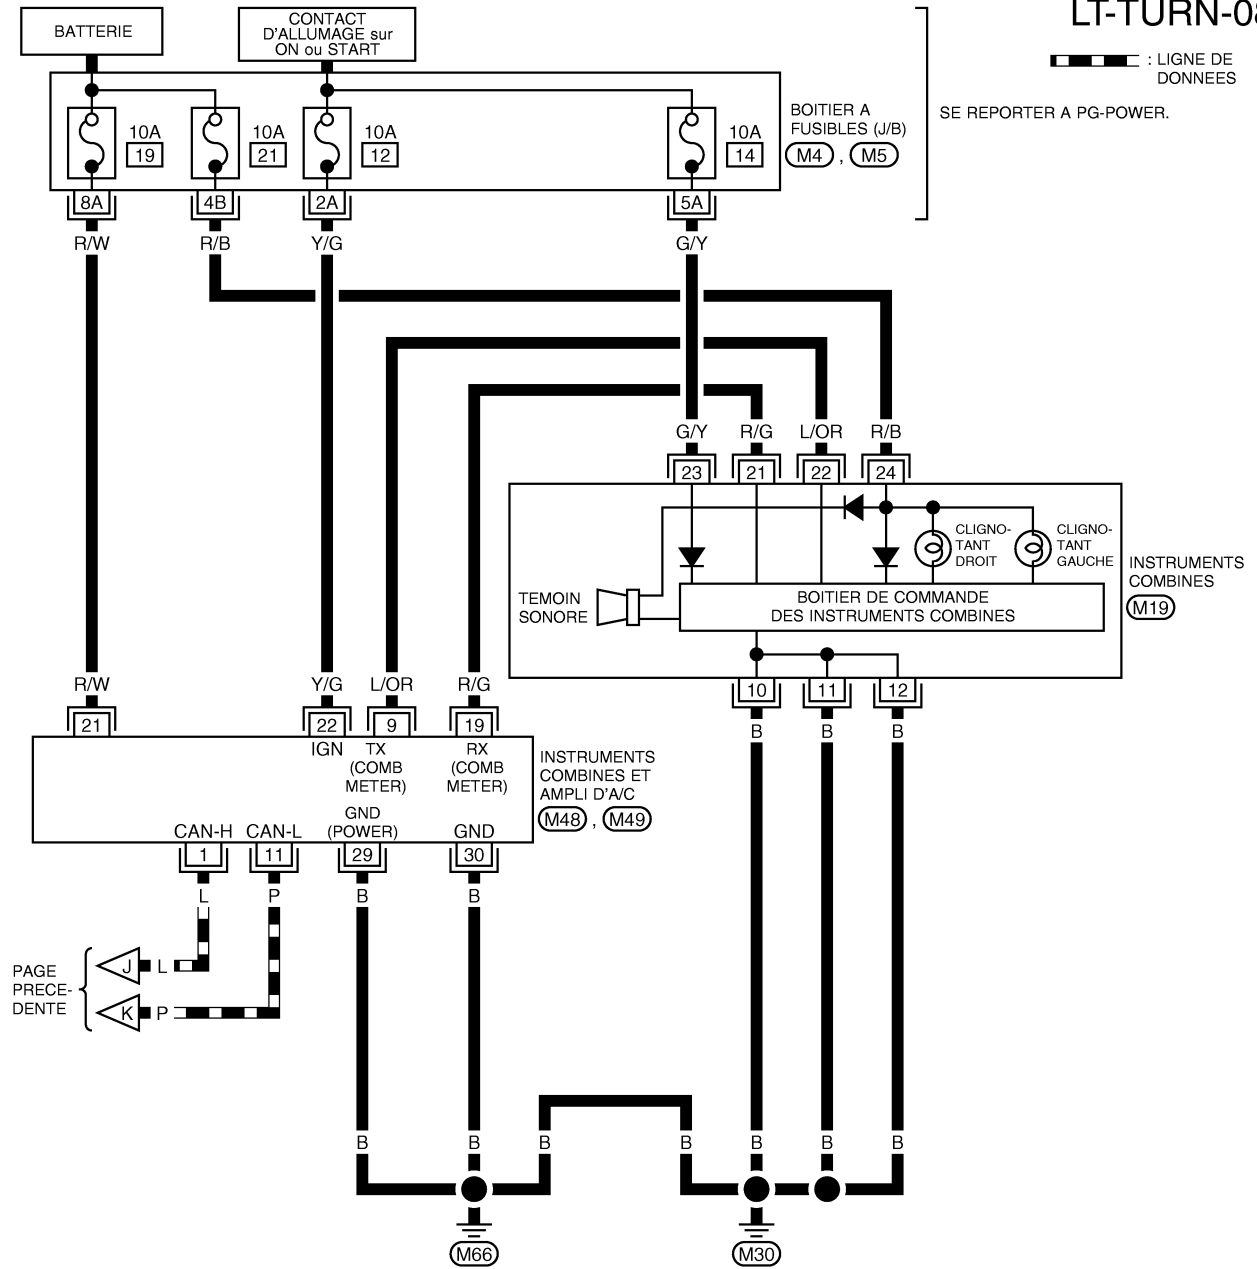 LT-TURN-08
BATTERIE
CONTACT
D'ALLUMAGE sur
ON ou START
: LIGNE DE
DONNEES
10A
19
10A
21
10A
12
10A
14
BOITIER A
FUSIBLES (J/B)
M4 , M5
SE REPORTER A PG-POWER.
8A
4B
2A
5A
R/W
R/B
Y/G
G/Y
G/Y
R/G
L/OR
R/B
23
21
22
24
CLIGNO-
TANT
DROIT
CLIGNO-
TANT
GAUCHE
TEMOIN
SONORE
BOITIER DE COMMANDE
DES INSTRUMENTS COMBINES
INSTRUMENTS
COMBINES
M19
R/W
Y/G
L/OR
R/G
10
11
12
21
22
9
19
B
B
B
IGN
TX
(COMB
METER)
RX
(COMB
METER)
INSTRUMENTS
COMBINES ET
AMPLI D'A/C
M48 , M49
CAN-H
CAN-L
GND
(POWER)
GND
1
11
29
30
L
P
B
B
PAGE
PRECE-
DENTE
J
L
K
P
B
B
B
B
B
B
B
M66
M30